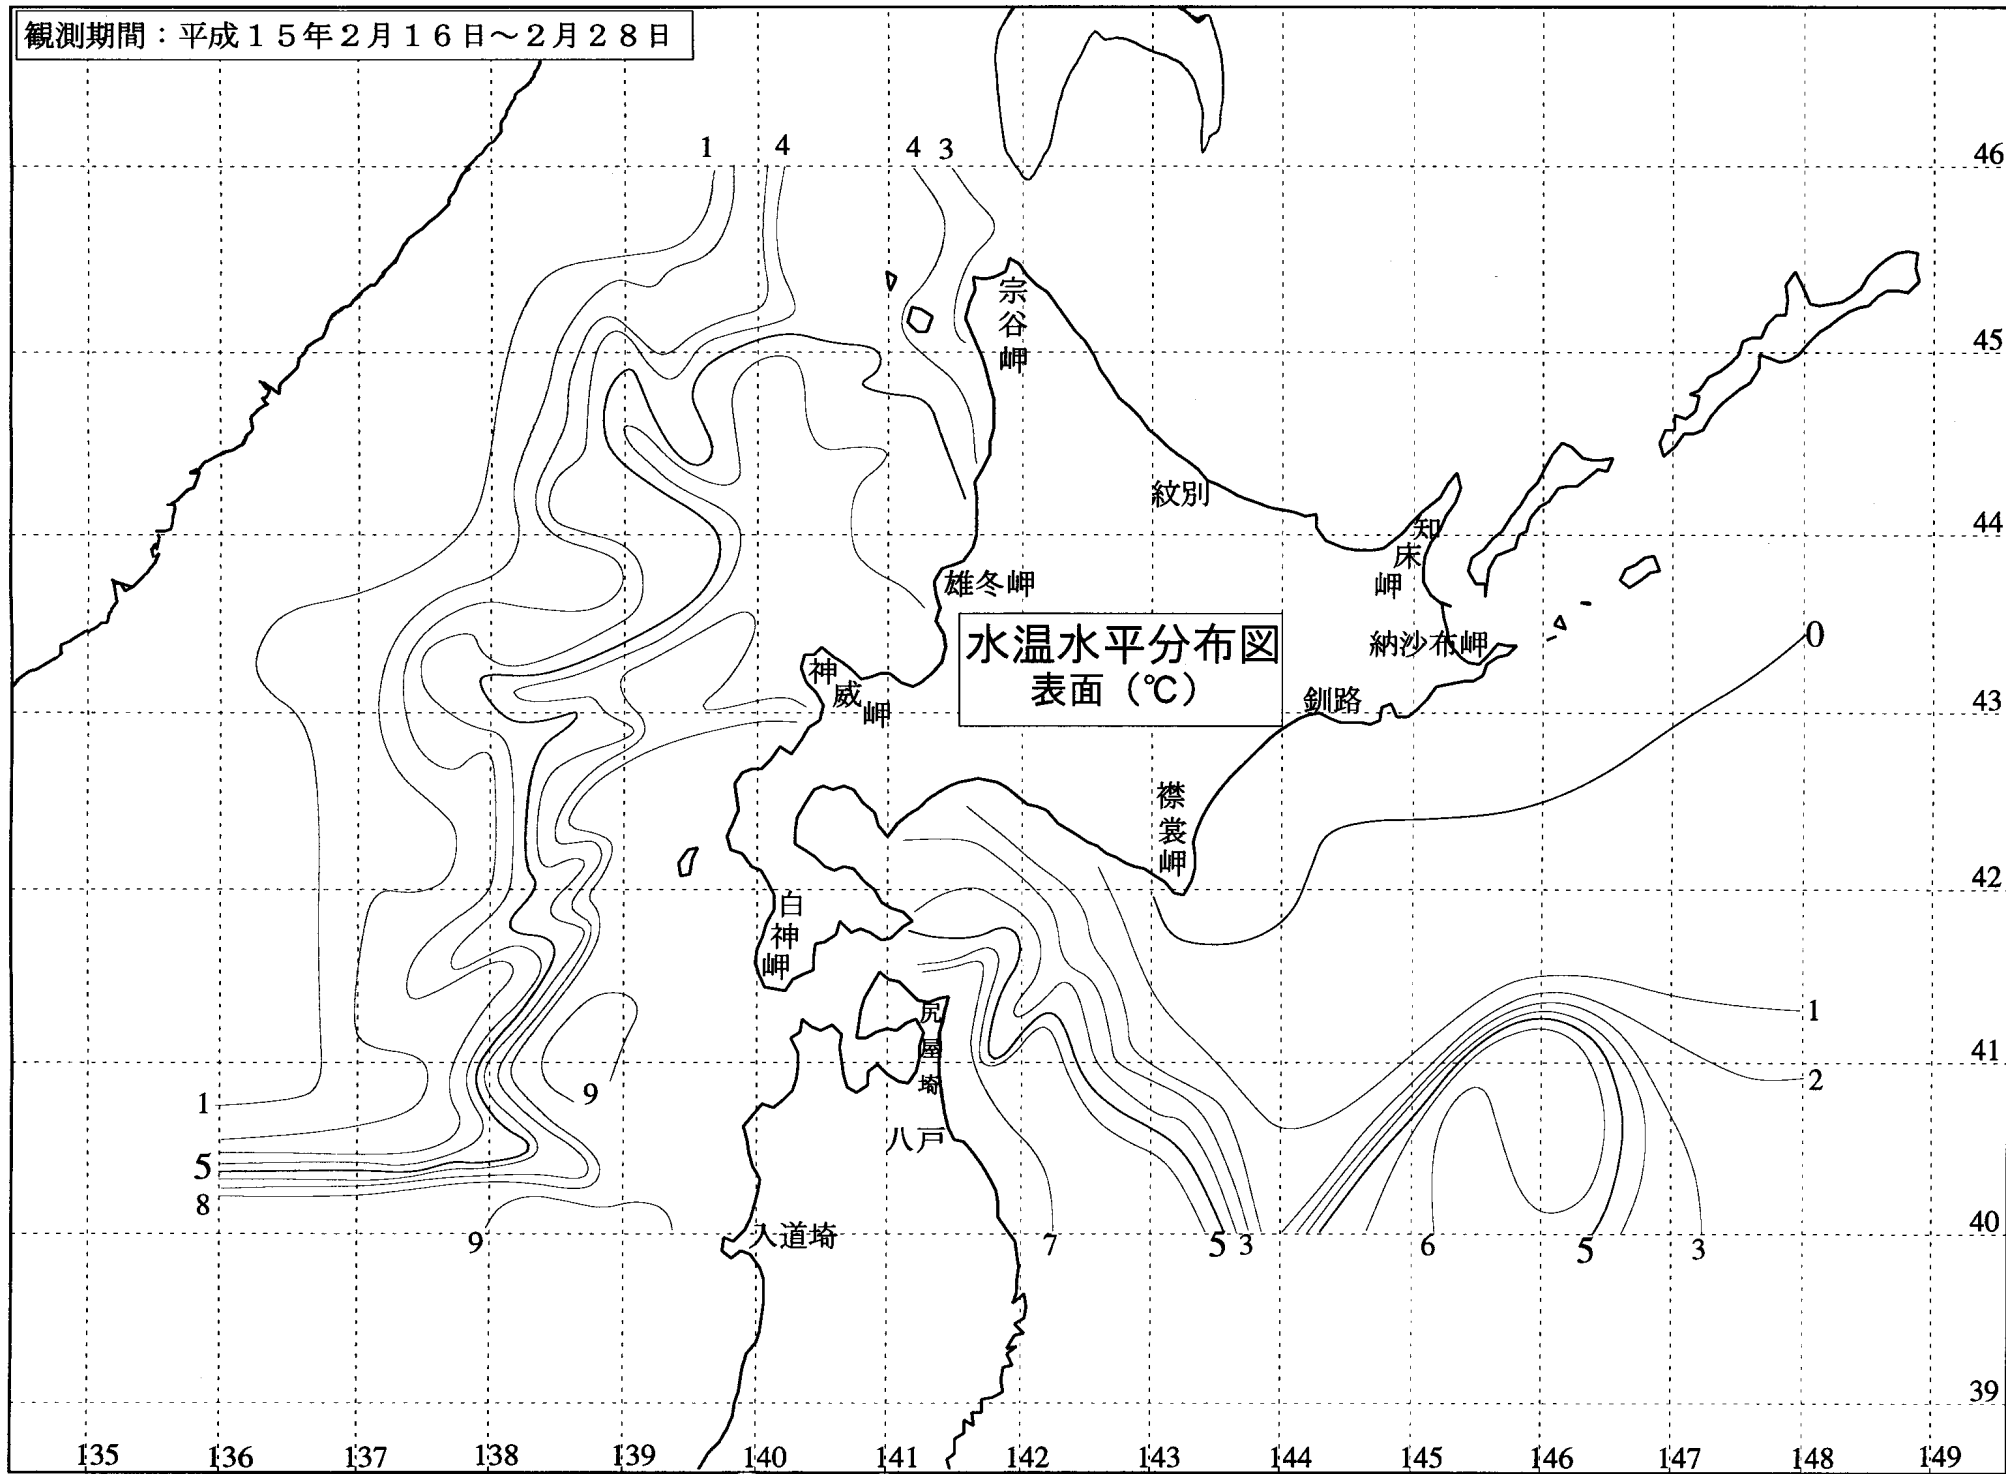 観測期間：平成１５年２月１６日～２月２８日
1 4 4 3
46
宗谷岬
45
紋別
44
知床岬
雄冬岬
水温水平分布図
表面（℃）
納沙布岬
0
神威岬
釧路
43
襟裳岬
42
白神岬
尻屋埼
1
41
2
1
9
八戸
5
8
9
入道埼
7
5
3
6
5
3
40
39
135 136 137 138 139 140 141 142 143 144 145 146 147 148 149